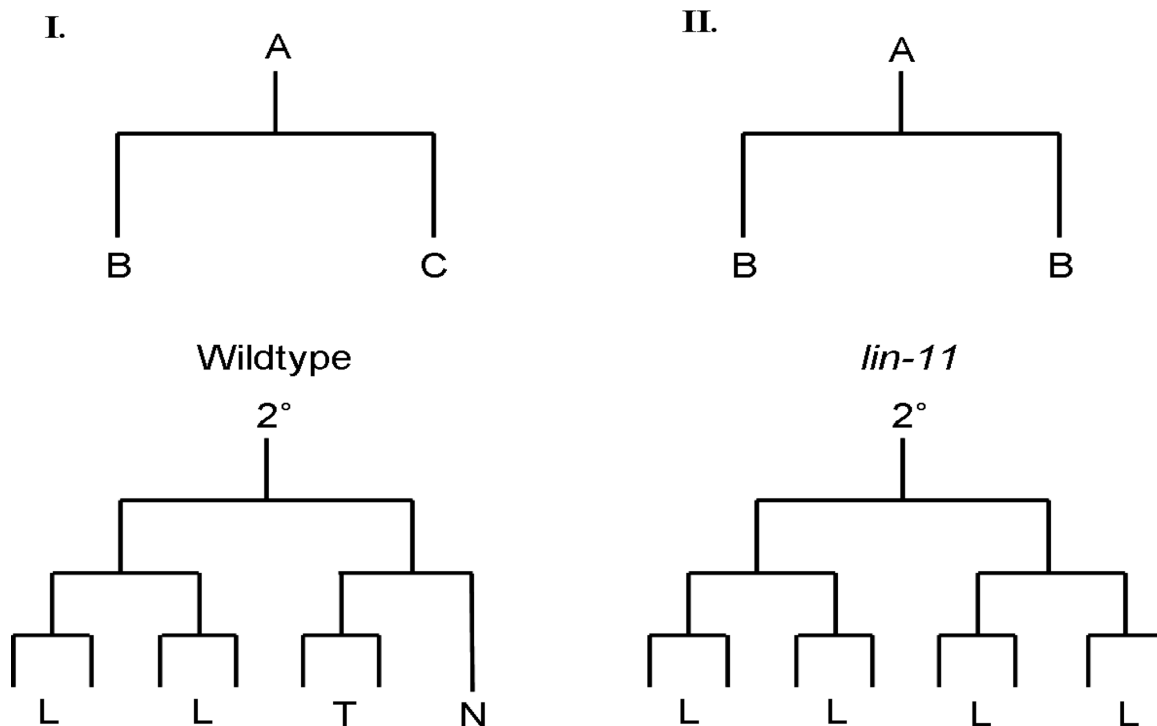 I.
A
B C
Wildtype
2°
L L T N
II.
A
B B
lin-11
2°
L L L L